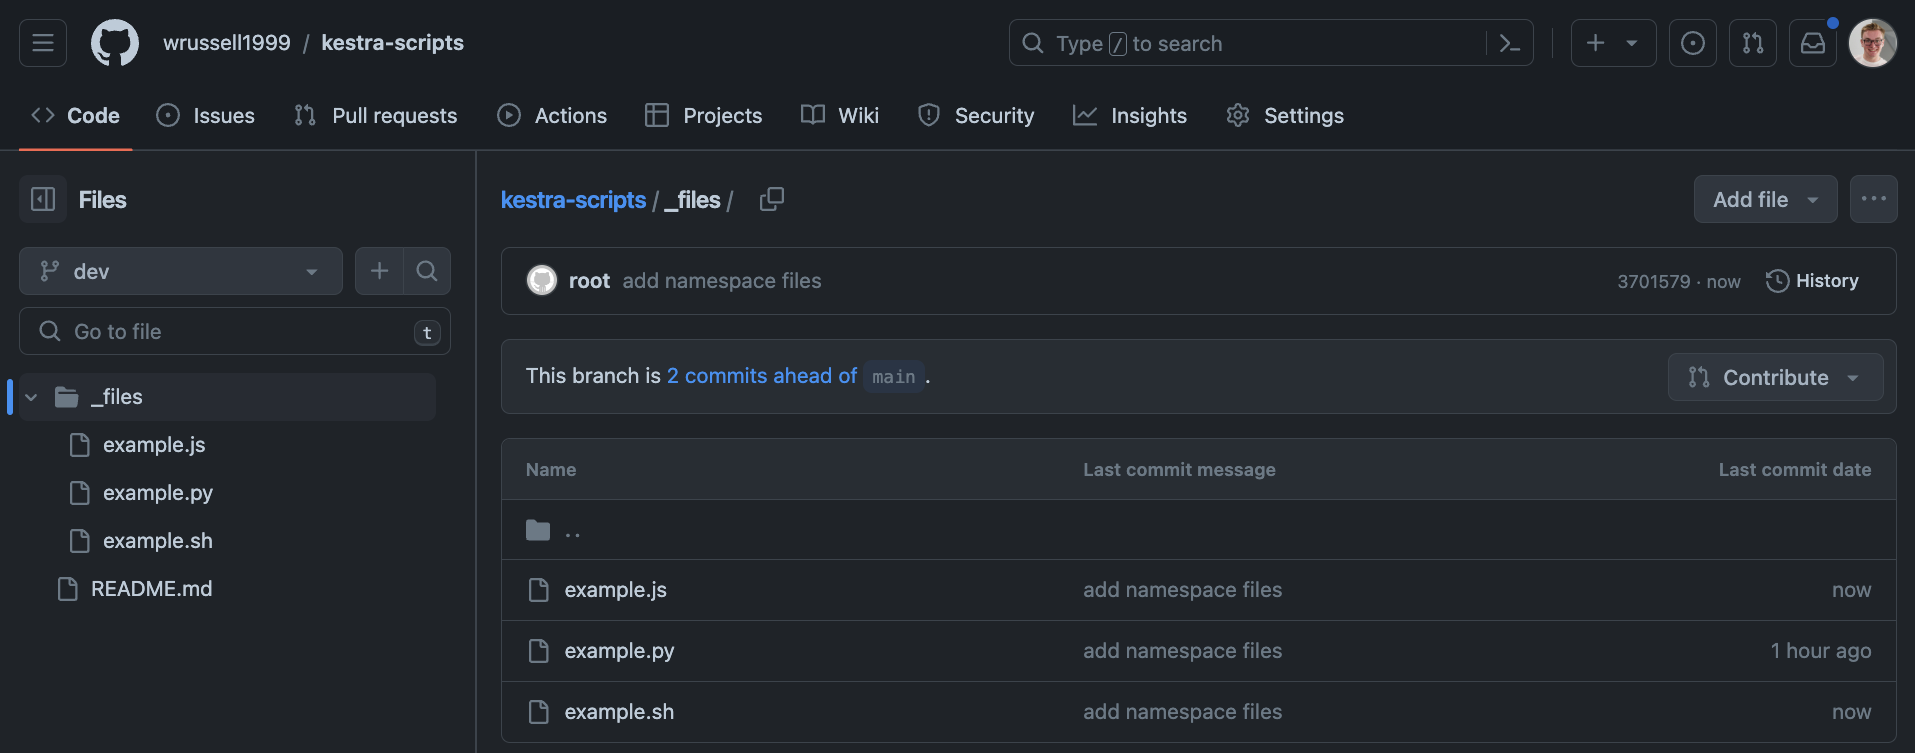 wrussell1999 / kestra-scripts
Type / to search
Code Issues Pull requests Actions Projects Wiki Security Insights Settings
Files
dev
Go to file t
_files
example.js
example.py
example.sh
README.md
kestra-scripts / _files /
Add file
root add namespace files 3701579 · now History
This branch is 2 commits ahead of main .
Contribute
Name Last commit message Last commit date
..
example.js add namespace files now
example.py add namespace files 1 hour ago
example.sh add namespace files now